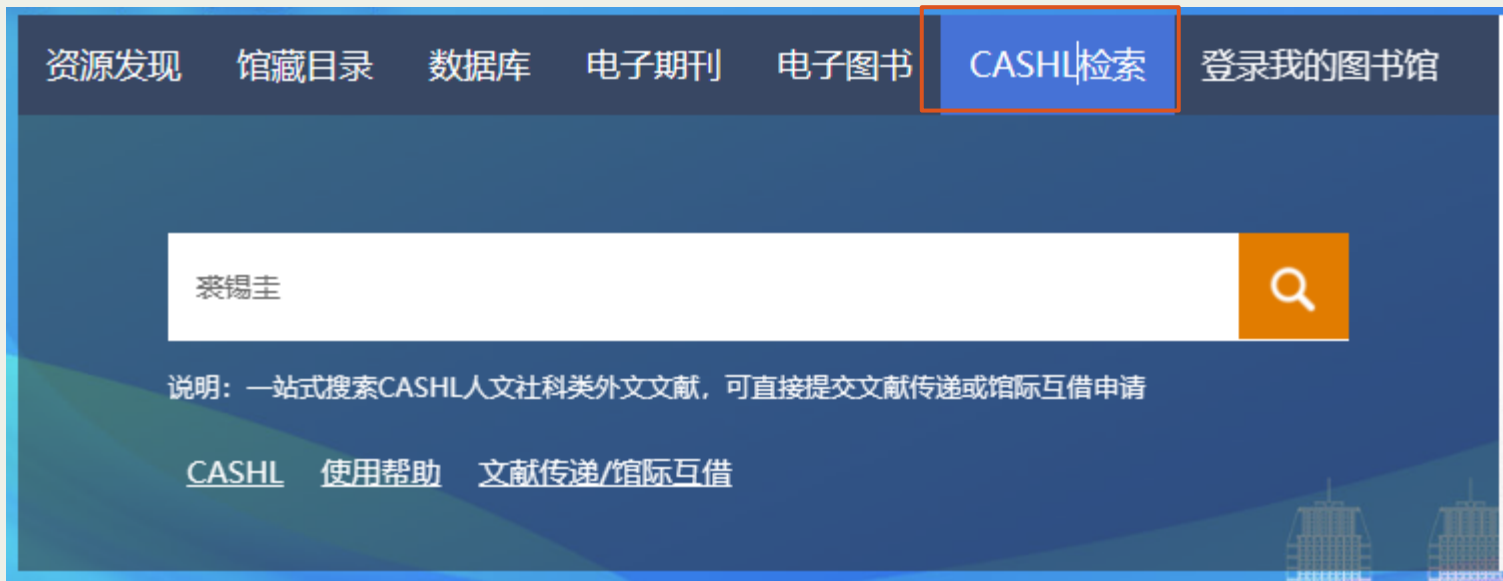 资源发现 馆藏目录 数据库 电子期刊 电子图书 CASHL检索 登录我的图书馆
裘锡圭
说明：一站式搜索CASHL人文社科类外文文献，可直接提交文献传递或馆际互借申请
CASHL 使用帮助 文献传递/馆际互借